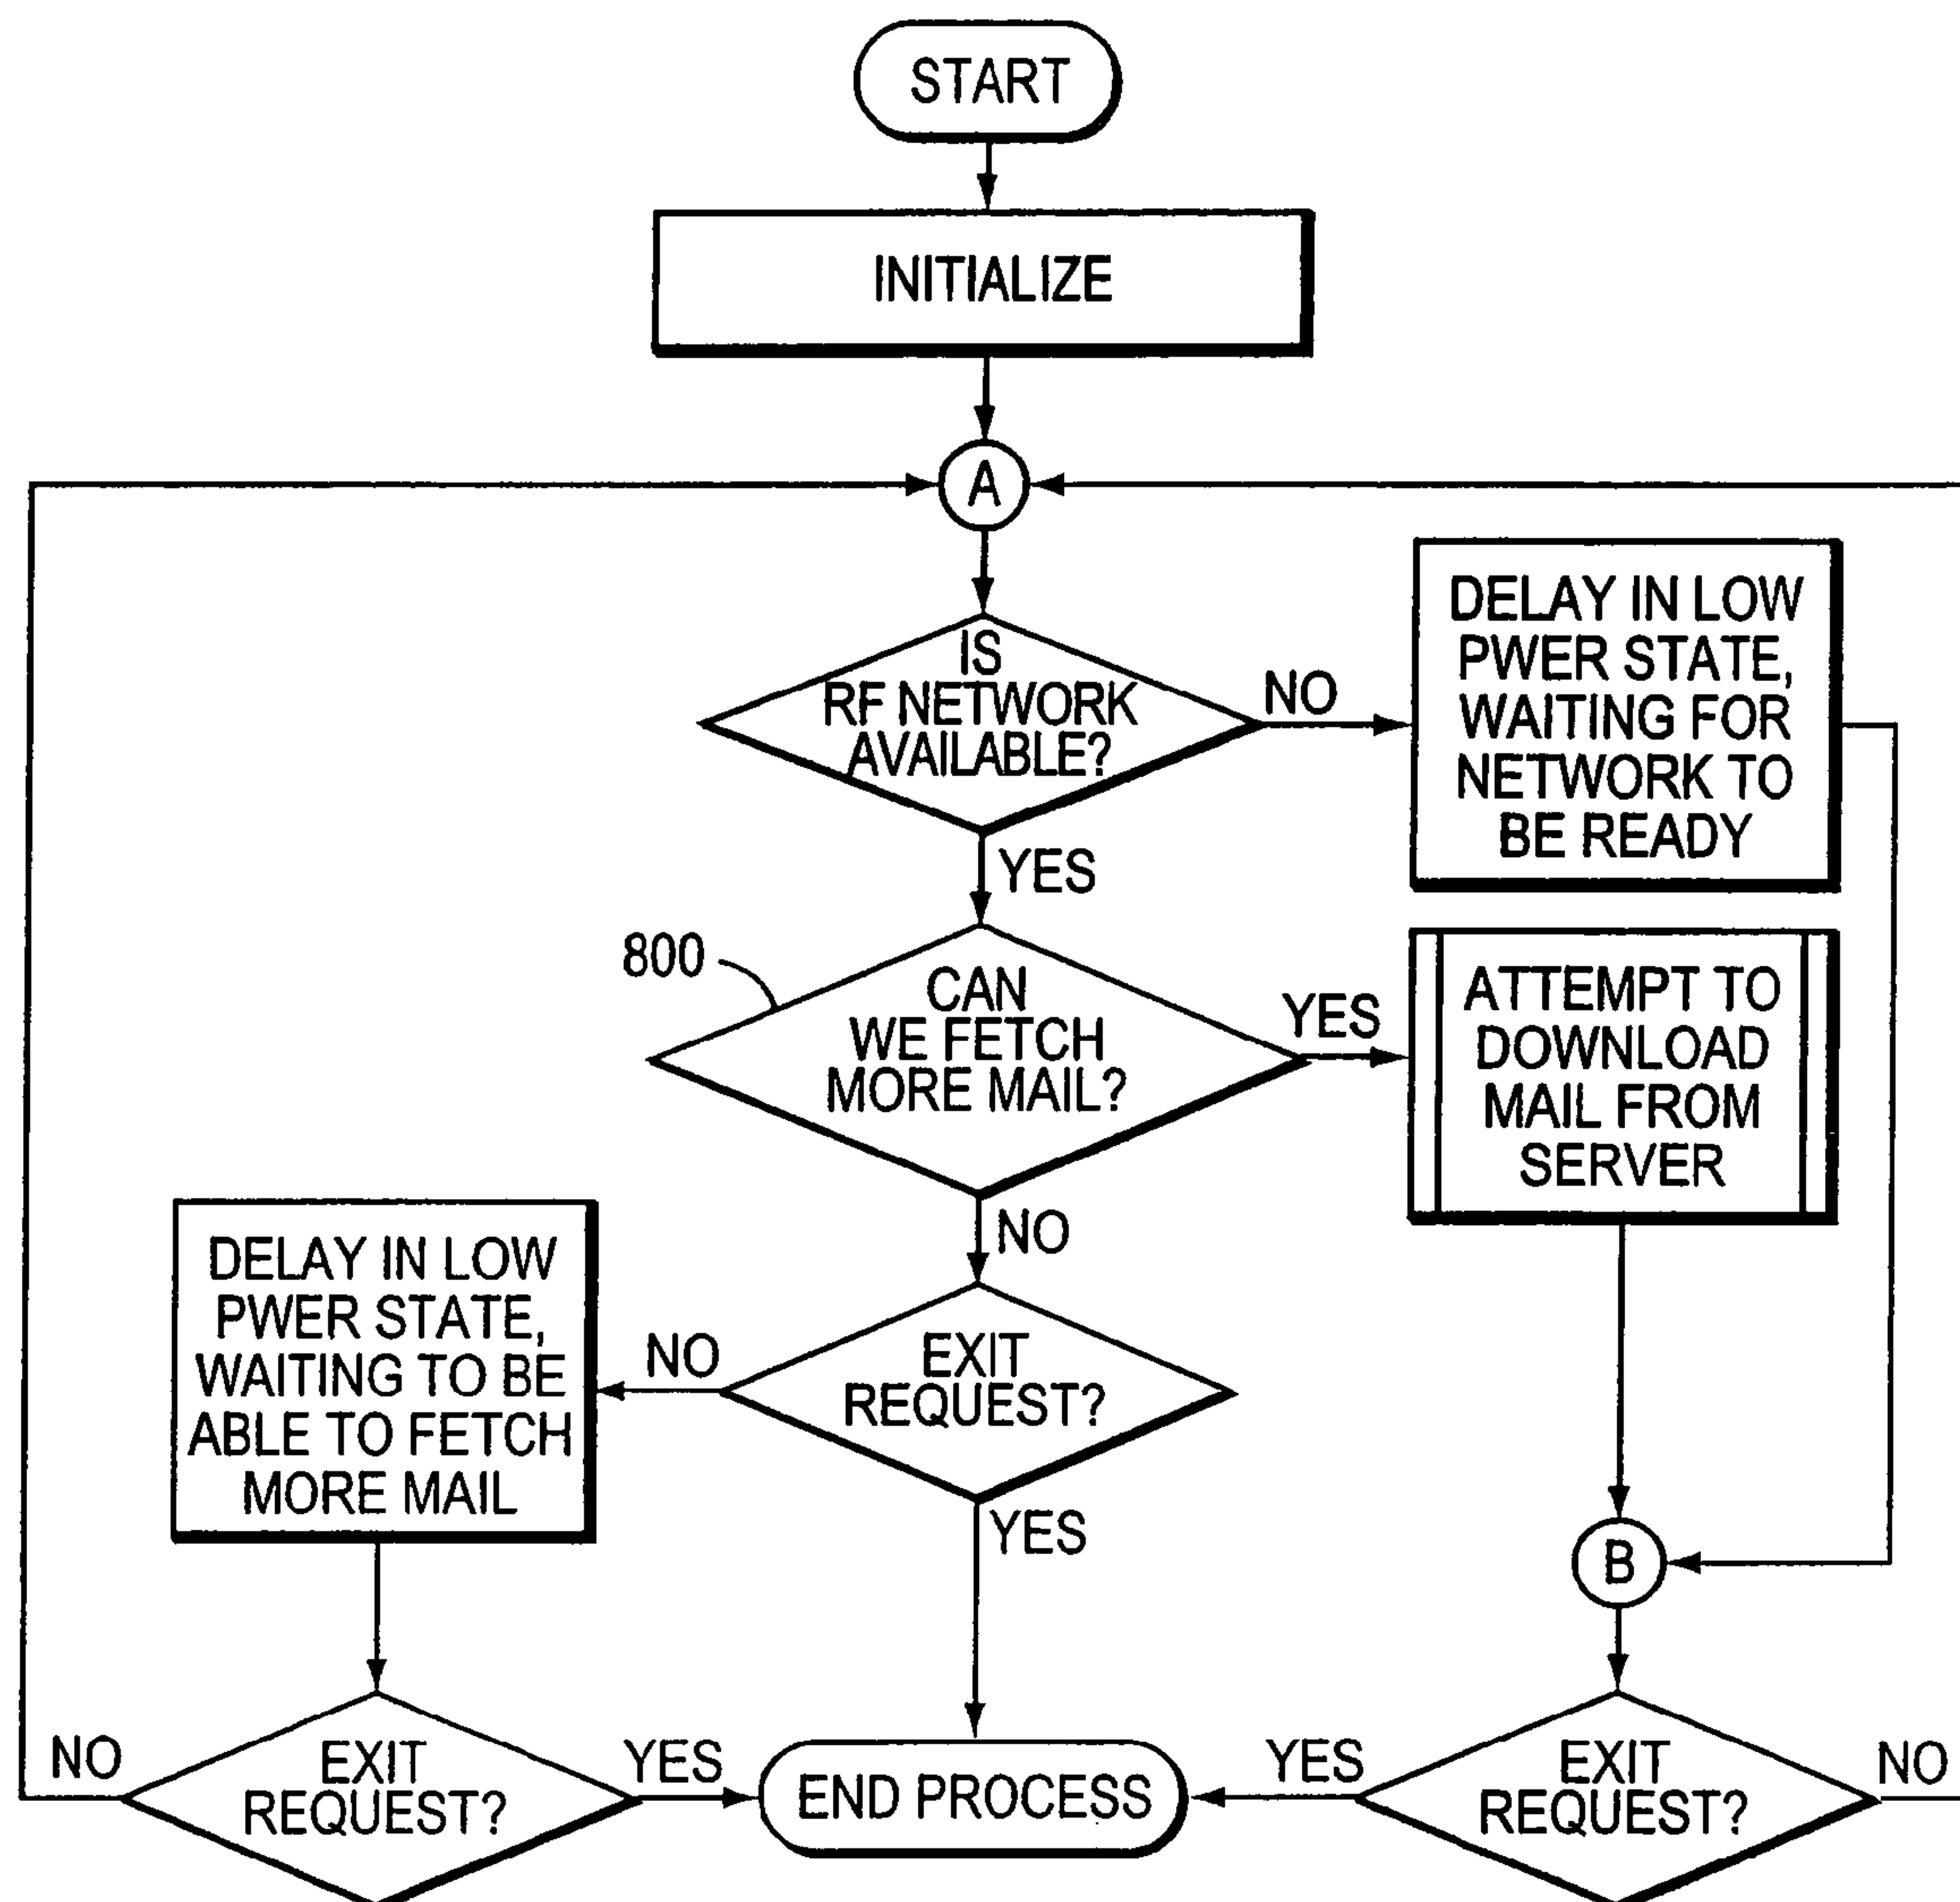 START
INITIALIZE
A
IS
RF NETWORK
AVAILABLE?
NO
DELAY IN LOW
PWER STATE,
WAITING FOR
NETWORK TO
BE READY
YES
800
CAN
WE FETCH
MORE MAIL?
YES
ATTEMPT TO
DOWNLOAD
MAIL FROM
SERVER
NO
DELAY IN LOW
PWER STATE,
WAITING TO BE
ABLE TO FETCH
MORE MAIL
NO
EXIT
REQUEST?
YES
B
NO
EXIT
REQUEST?
YES
END PROCESS
YES
EXIT
REQUEST?
NO